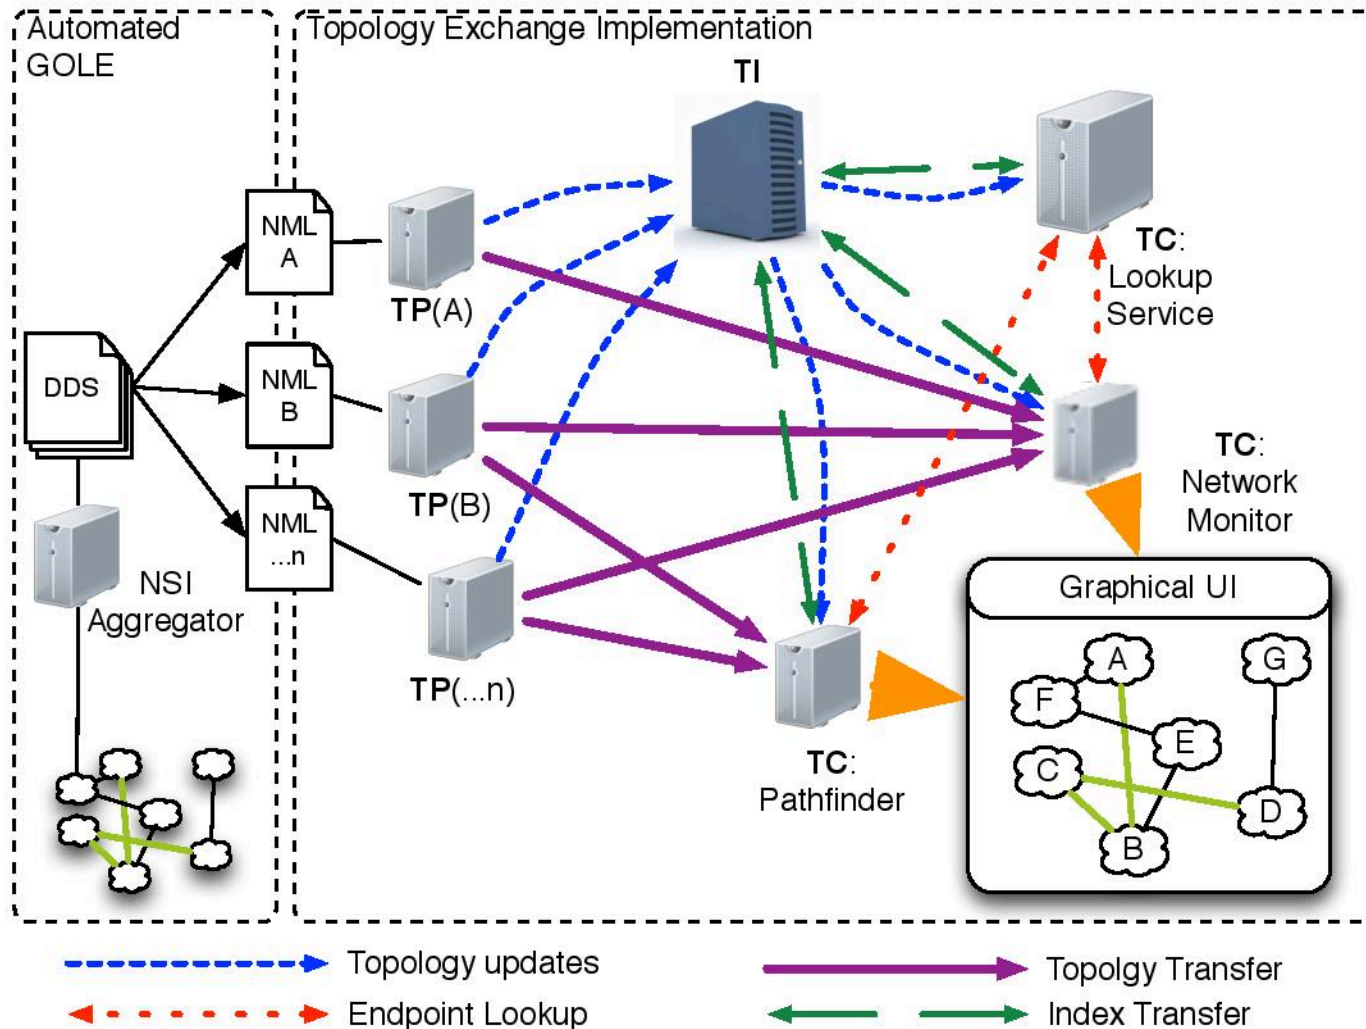 Automated
GOLE
Topology Exchange Implementation
TI
NML
A
TP(A)
TC:
Lookup
Service
DDS
NML
B
TP(B)
TC:
Network
Monitor
NML
...n
NSI
Aggregator
TP(...n)
Graphical UI
A
G
F
E
C
D
B
TC:
Pathfinder
Topology updates
Topolgy Transfer
Endpoint Lookup
Index Transfer